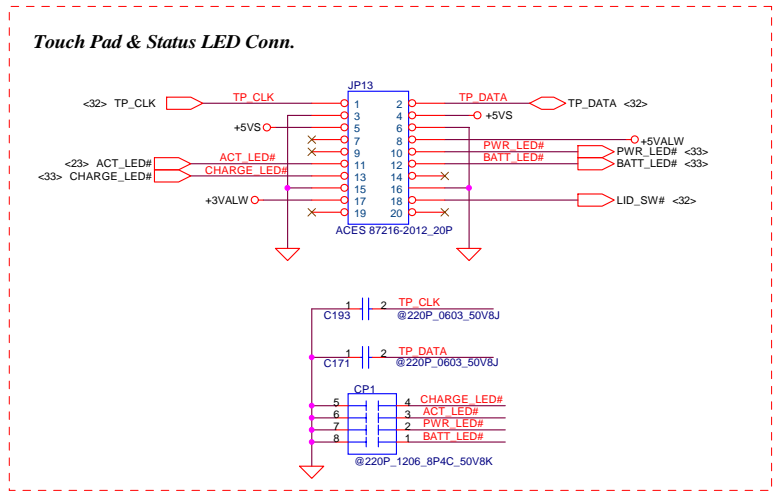 Touch Pad & Status LED Conn.
JP13
<32> TP_CLK TP_CLK 1 2 TP_DATA TP_DATA <32>
3 4 +5VS
+5VS 5 6
7 8 +5VALW
9 10 PWR_LED# PWR_LED# <33>
<23> ACT_LED# ACT_LED# 11 12 BATT_LED# BATT_LED# <33>
<33> CHARGE_LED# CHARGE_LED# 13 14
15 16
+3VALW 17 18 LID_SW# <32>
19 20
ACES 87216-2012_20P
1 2 TP_CLK
C193 @220P_0603_50V8J
1 2 TP_DATA
C171 @220P_0603_50V8J
CP1
5 4 CHARGE_LED#
6 3 ACT_LED#
7 2 PWR_LED#
8 1 BATT_LED#
@220P_1206_8P4C_50V8K